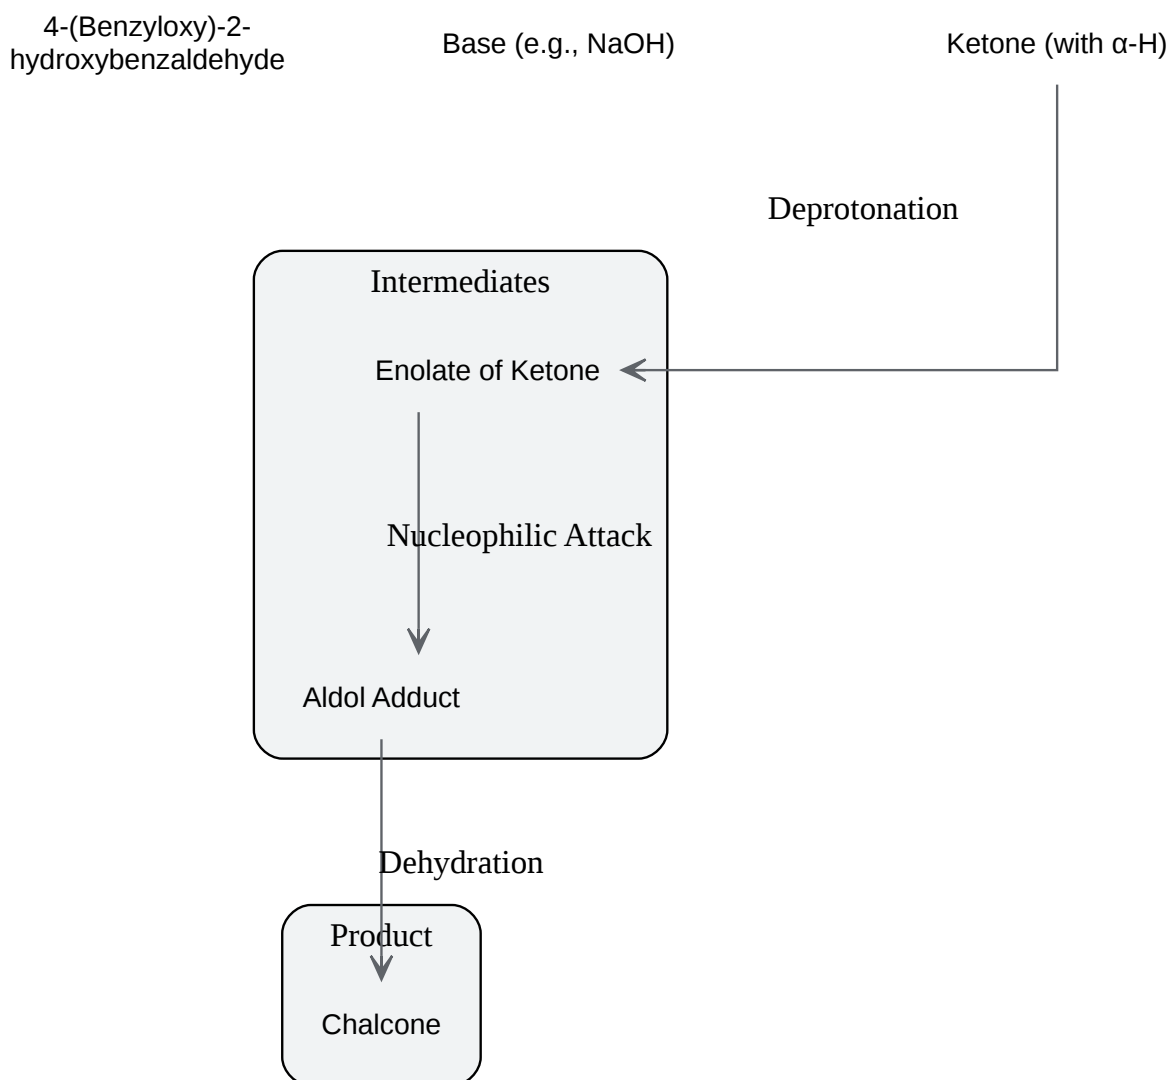 4-(Benzyloxy)-2-
hydroxybenzaldehyde
Base (e.g., NaOH)
Ketone (with α-H)
Deprotonation
Intermediates
Enolate of Ketone
Nucleophilic Attack
Aldol Adduct
Dehydration
Product
Chalcone